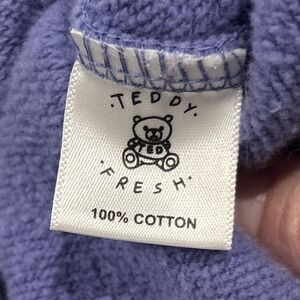 ·TEDDY·
TED
·FRESH·
100% COTTON